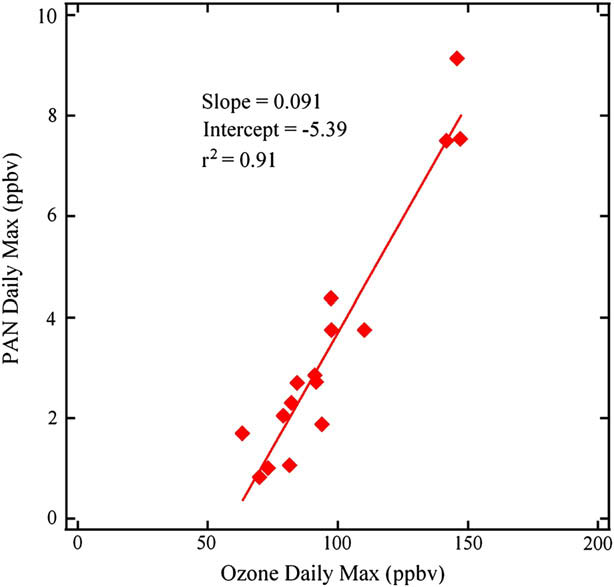 10
8
6
4
2
0
PAN Daily Max (ppbv)
Slope = 0.091
Intercept = -5.39
r² = 0.91
0 50 100 150 200
Ozone Daily Max (ppbv)